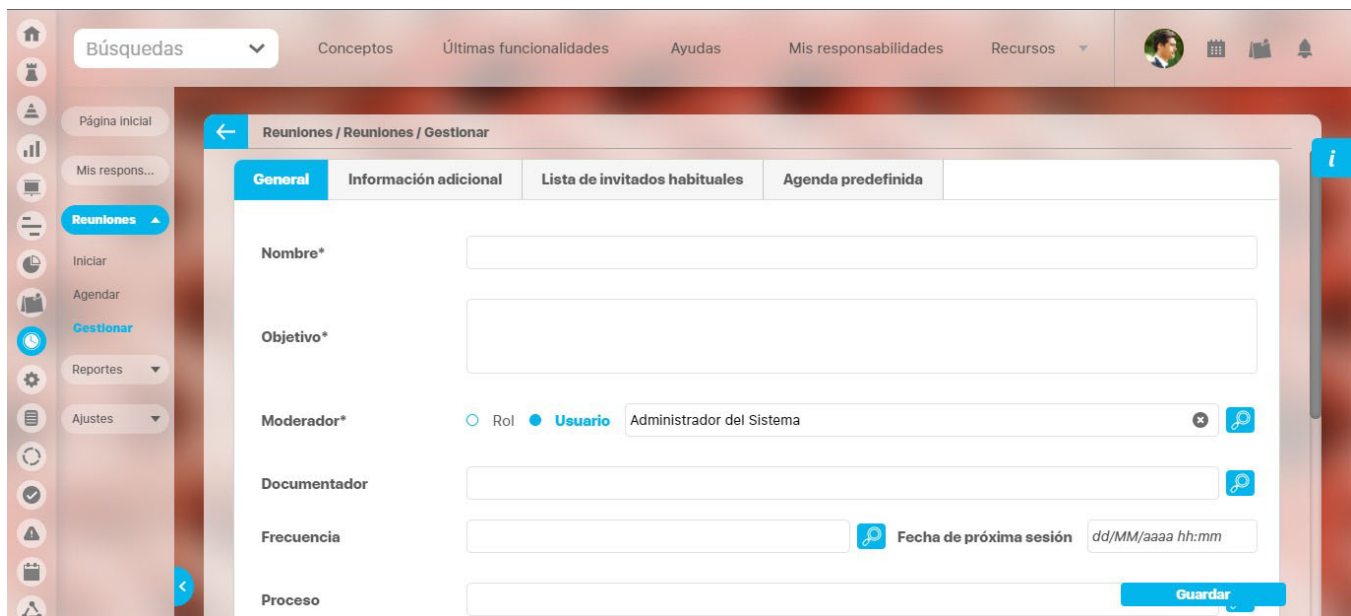 Búsquedas
Conceptos
Últimas funcionalidades
Ayudas
Mis responsabilidades
Recursos
Página inicial
Mis respons...
Reuniones
Iniciar
Agendar
Gestionar
Reportes
Ajustes
Reuniones / Reuniones / Gestionar
i
General
Información adicional
Lista de invitados habituales
Agenda predefinida
Nombre*
Objetivo*
Moderador*
Rol
Usuario
Administrador del Sistema
Documentador
Frecuencia
Fecha de próxima sesión
dd/MM/aaaa hh:mm
Proceso
Guardar